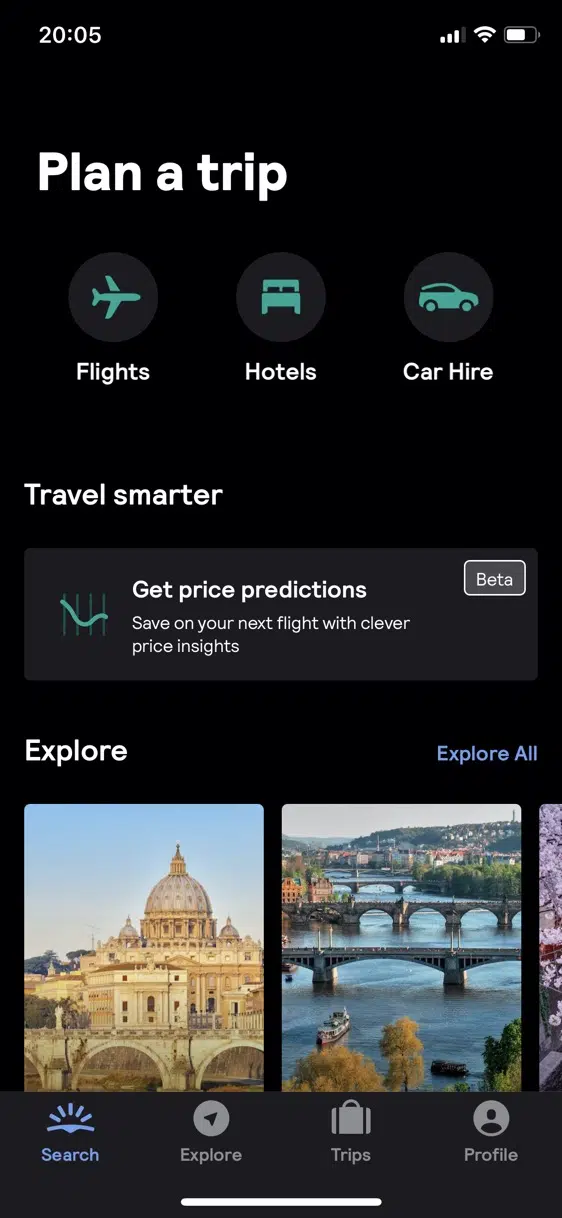 20:05
Plan a trip
Flights
Hotels
Car Hire
Travel smarter
Beta
Get price predictions
Save on your next flight with clever
price insights
Explore
Explore All
Search
Explore
Trips
Profile